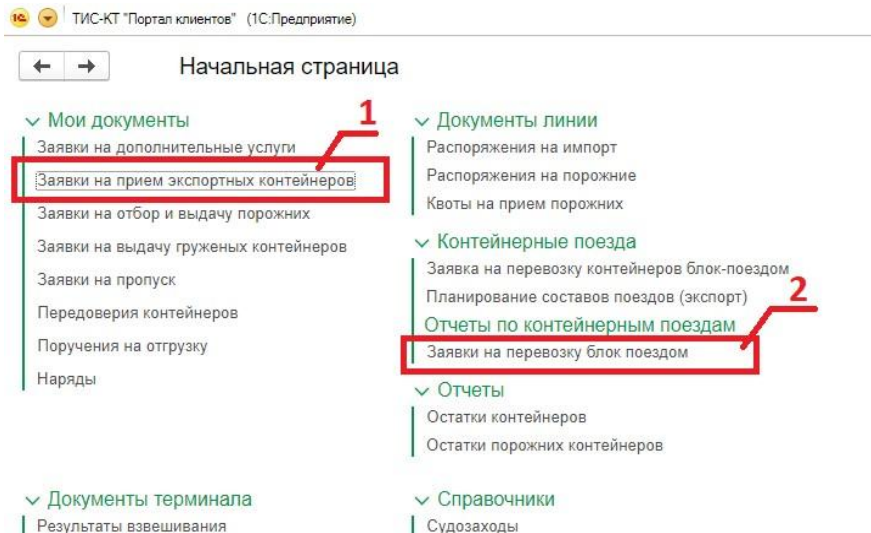 1С ТИС-КТ "Портал клиентов" (1С:Предприятие)
Начальная страница
Мои документы
1
Заявки на дополнительные услуги
Заявки на прием экспортных контейнеров
Заявки на отбор и выдачу порожних
Заявки на выдачу груженых контейнеров
Заявки на пропуск
Передоверия контейнеров
Поручения на отгрузку
Наряды
Документы линии
Распоряжения на импорт
Распоряжения на порожние
Квоты на прием порожних
Контейнерные поезда
Заявка на перевозку контейнеров блок-поездом
Планирование составов поездов (экспорт)
2
Отчеты по контейнерным поездам
Заявки на перевозку блок поездом
Отчеты
Остатки контейнеров
Остатки порожних контейнеров
Документы терминала
Результаты взвешивания
Справочники
Судозаходы